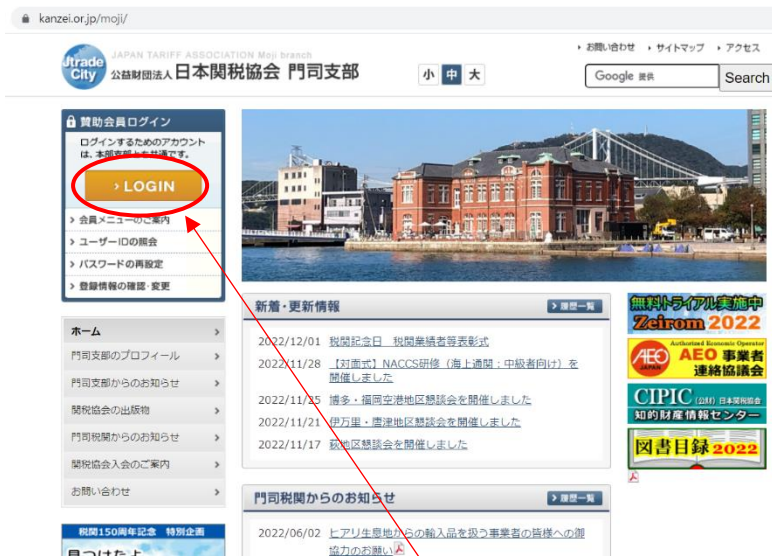 kanzei.or.jp/moji/
お問い合わせ サイトマップ アクセス
Jtrade City
JAPAN TARIFF ASSOCIATION Moji branch
公益財団法人 日本関税協会 門司支部
小 中 大
Google 提供
Search
賛助会員ログイン
ログインするためのアカウント
は、本部支部とも共通です。
LOGIN
会員メニューのご案内
ユーザーIDの照会
パスワードの再設定
登録情報の確認・変更
ホーム
門司支部のプロフィール
門司支部からのお知らせ
関税協会の出版物
門司税関からのお知らせ
関税協会入会のご案内
お問い合わせ
税関150周年記念 特別企画
見つけたよ
新着・更新情報
履歴一覧
2022/12/01 税関記念日 税関業績者等表彰式
2022/11/28 【対面式】NACCS研修（海上通関：中級者向け）を
開催しました
2022/11/25 博多・福岡空港地区懇談会を開催しました
2022/11/21 伊万里・唐津地区懇談会を開催しました
2022/11/17 萩地区懇談会を開催しました
門司税関からのお知らせ
履歴一覧
2022/06/02 ヒアリ生息地からの輸入品を扱う事業者の皆様への御
協力のお願い
無料トライアル実施中
Zeirom 2022
Authorized Economic Operator
AEO JAPAN
AEO 事業者
連絡協議会
CIPIC (公財) 日本関税協会
知的財産情報センター
図書目録 2022